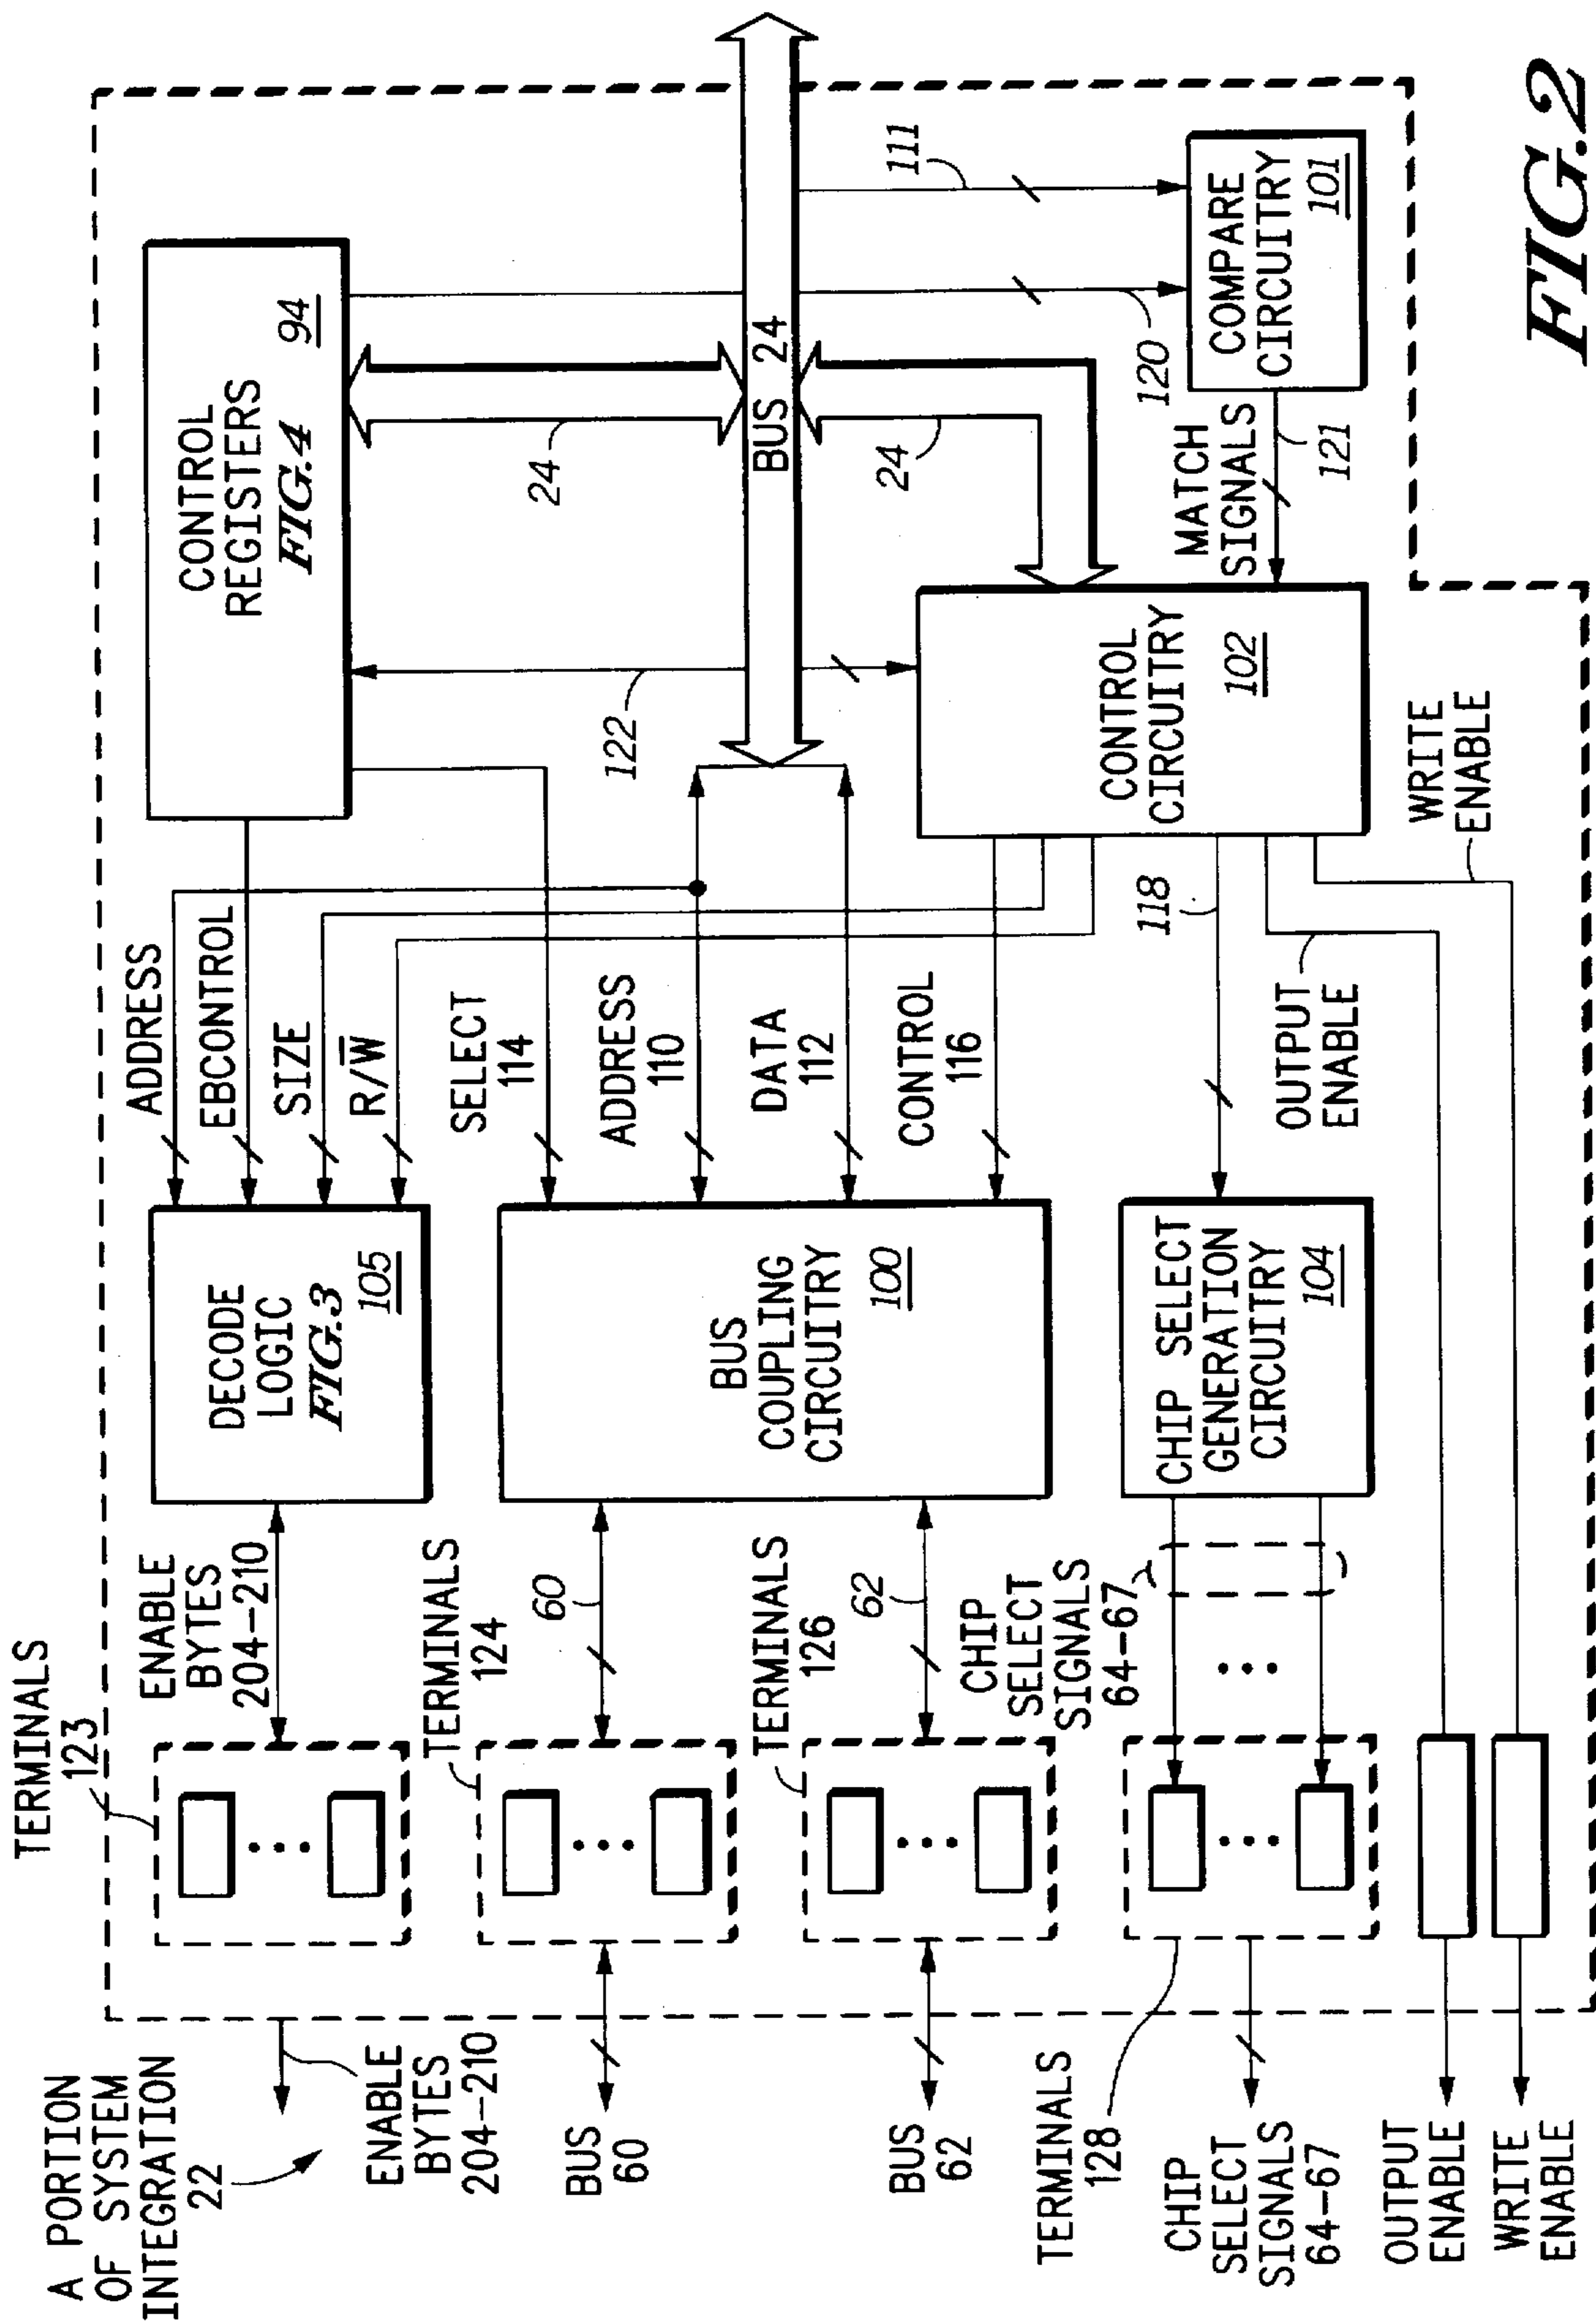 A PORTION
OF SYSTEM
INTEGRATION
22
TERMINALS
123
ENABLE
BYTES
204-210
ADDRESS
EBCONTROL
SIZE
R/W̅
DECODE
LOGIC
FIG.3
105
CONTROL
REGISTERS
FIG.4
94
ENABLE
BYTES
204-210
TERMINALS
124
60
BUS
60
SELECT
114
ADDRESS
110
DATA
112
CONTROL
116
BUS
COUPLING
CIRCUITRY
100
122
24
BUS 24
24
111
120
TERMINALS
126
62
BUS
62
CHIP
SELECT
SIGNALS
64-67
CHIP SELECT
GENERATION
CIRCUITRY
104
118
CONTROL
CIRCUITRY
102
MATCH
SIGNALS
121
COMPARE
CIRCUITRY
101
TERMINALS
128
CHIP
SELECT
SIGNALS
64-67
OUTPUT
ENABLE
WRITE
ENABLE
OUTPUT
ENABLE
WRITE
ENABLE
FIG.2